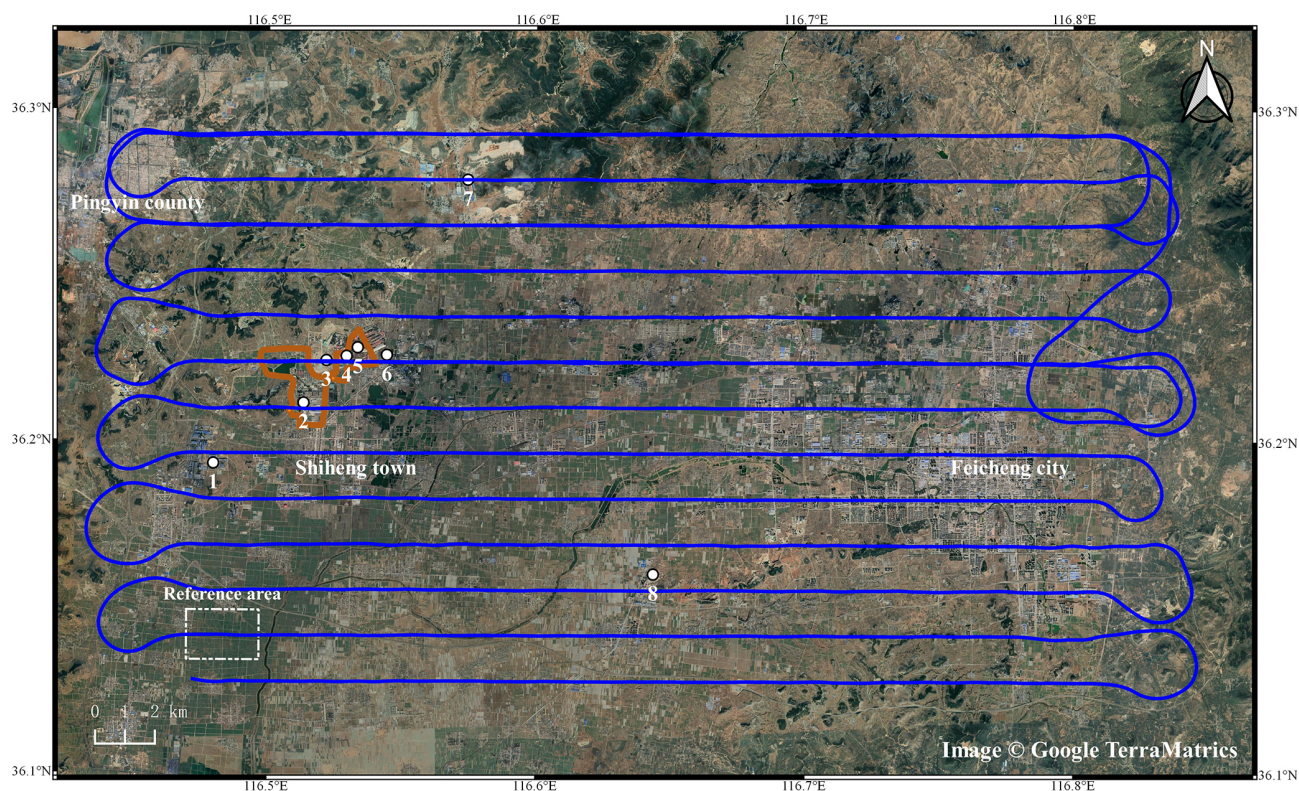 116.5°E 116.6°E 116.7°E 116.8°E
N
36.3°N 36.3°N
7
Pingyin county
5
3 4 6
2
36.2°N 36.2°N
Shiheng town Feicheng city
1
8
Reference area
0 1 2 km
Image © Google TerraMatrics
36.1°N 36.1°N
116.5°E 116.6°E 116.7°E 116.8°E